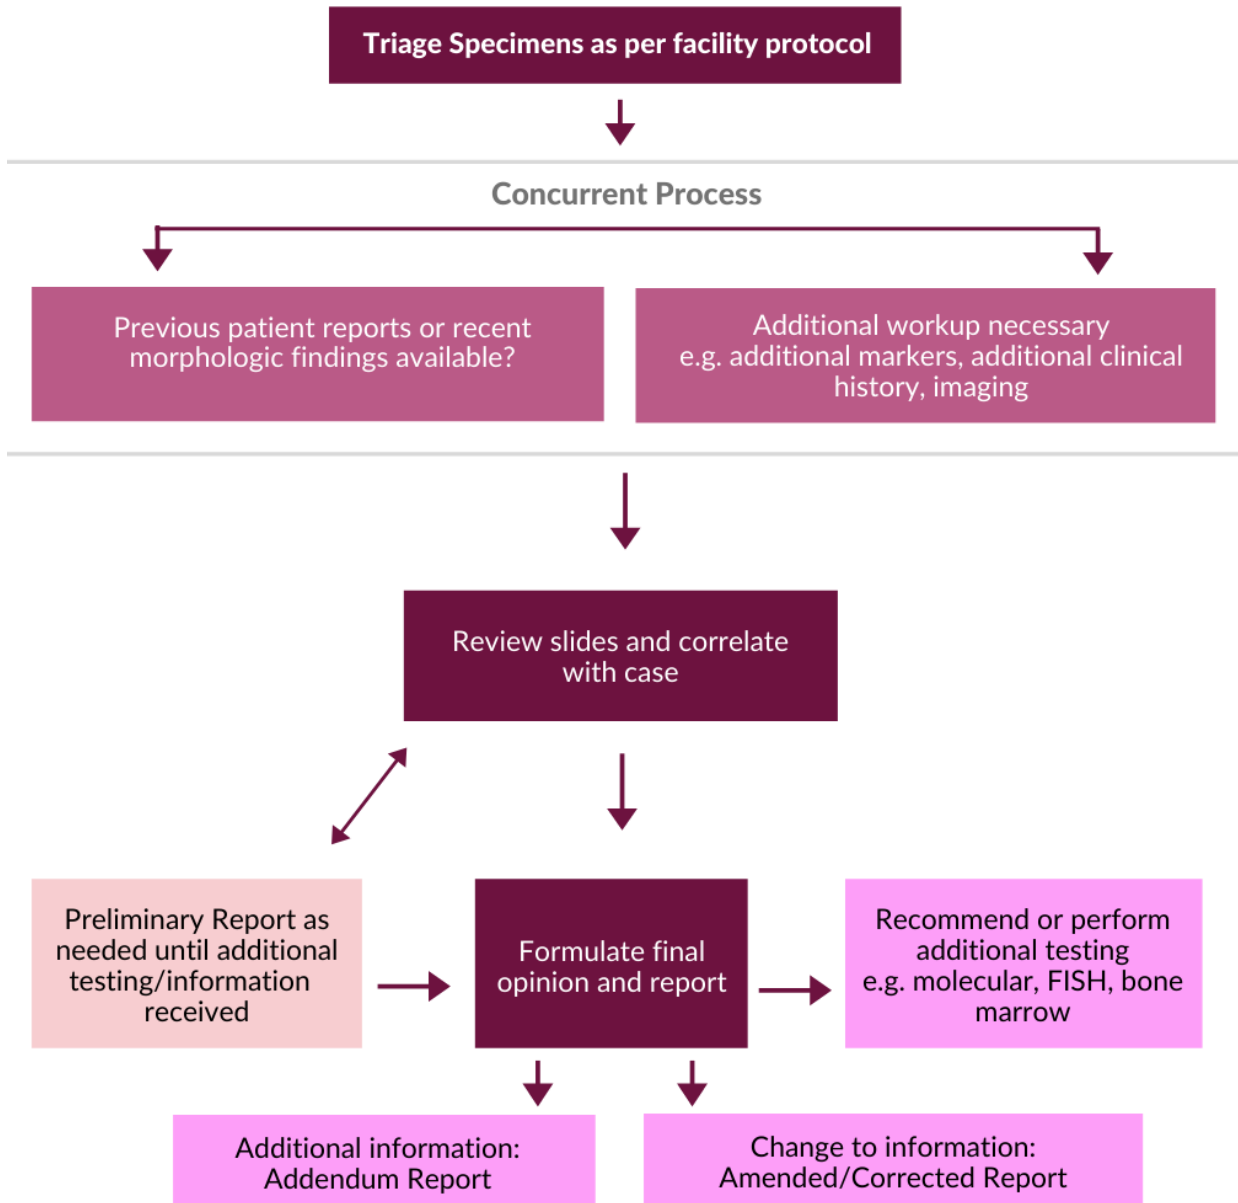 Triage Specimens as per facility protocol
Concurrent Process
Previous patient reports or recent
morphologic findings available?
Additional workup necessary
e.g. additional markers, additional clinical
history, imaging
Review slides and correlate
with case
Preliminary Report as
needed until additional
testing/information
received
Formulate final
opinion and report
Recommend or perform
additional testing
e.g. molecular, FISH, bone
marrow
Additional information:
Addendum Report
Change to information:
Amended/Corrected Report